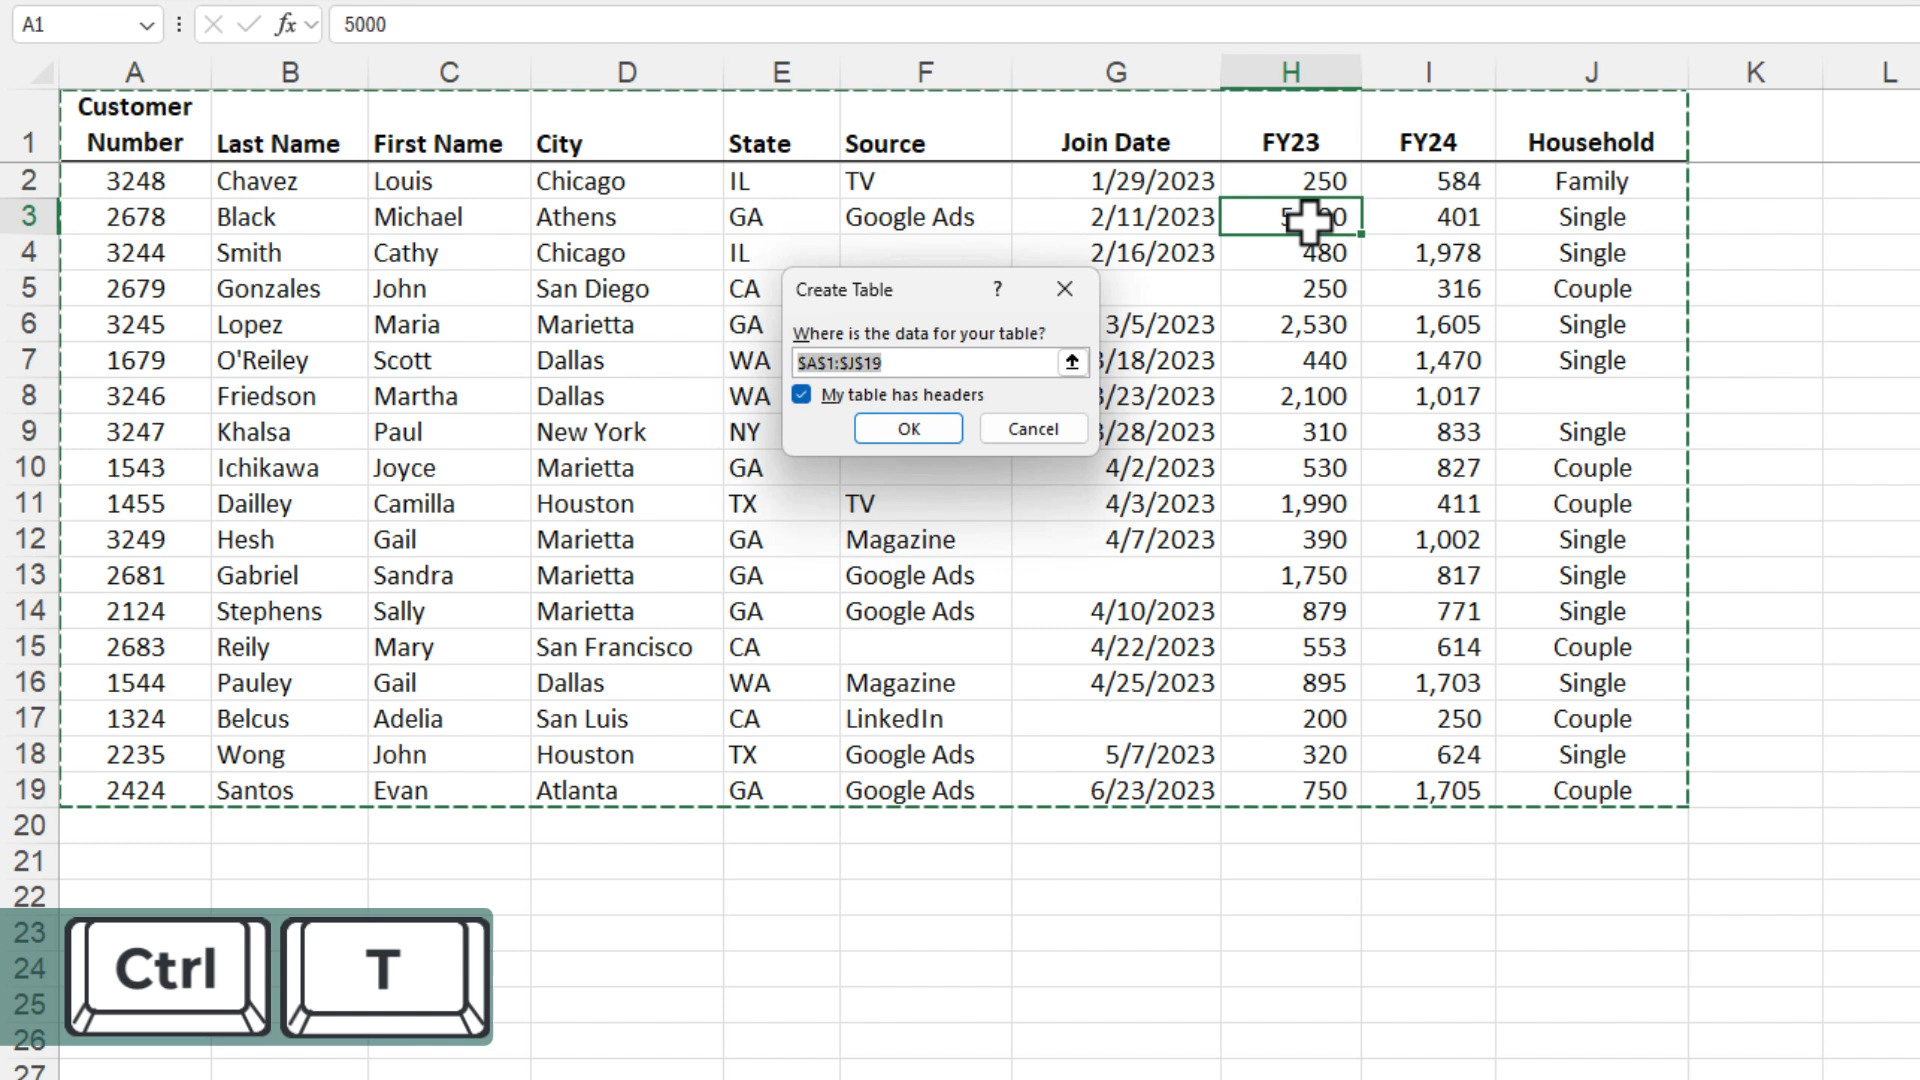 A1 fx 5000
A B C D E F G H I J K L
Customer
1 Number Last Name First Name City State Source Join Date FY23 FY24 Household
2 3248 Chavez Louis Chicago IL TV 1/29/2023 250 584 Family
3 2678 Black Michael Athens GA Google Ads 2/11/2023 401 Single
4 3244 Smith Cathy Chicago IL 2/16/2023 480 1,978 Single
5 2679 Gonzales John San Diego CA 250 316 Couple
6 3245 Lopez Maria Marietta GA 3/5/2023 2,530 1,605 Single
7 1679 O'Reiley Scott Dallas WA /18/2023 440 1,470 Single
8 3246 Friedson Martha Dallas WA /23/2023 2,100 1,017
9 3247 Khalsa Paul New York NY /28/2023 310 833 Single
10 1543 Ichikawa Joyce Marietta GA 4/2/2023 530 827 Couple
11 1455 Dailley Camilla Houston TX TV 4/3/2023 1,990 411 Couple
12 3249 Hesh Gail Marietta GA Magazine 4/7/2023 390 1,002 Single
13 2681 Gabriel Sandra Marietta GA Google Ads 1,750 817 Single
14 2124 Stephens Sally Marietta GA Google Ads 4/10/2023 879 771 Single
15 2683 Reily Mary San Francisco CA 4/22/2023 553 614 Couple
16 1544 Pauley Gail Dallas WA Magazine 4/25/2023 895 1,703 Single
17 1324 Belcus Adelia San Luis CA LinkedIn 200 250 Couple
18 2235 Wong John Houston TX Google Ads 5/7/2023 320 624 Single
19 2424 Santos Evan Atlanta GA Google Ads 6/23/2023 750 1,705 Couple
20
21
22
23
24
25
26
27
Create Table ?
Where is the data for your table?
$A$1:$J$19
My table has headers
OK Cancel
Ctrl T